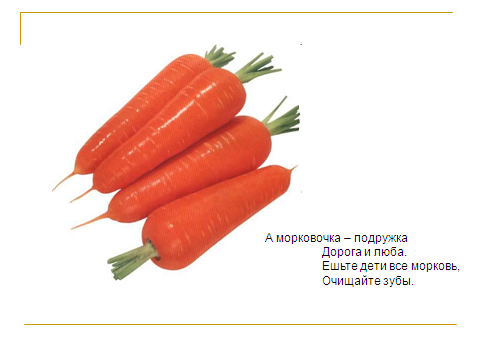 А морковочка – подружка
Дорога и люба.
Ешьте дети все морковь,
Очищайте зубы.